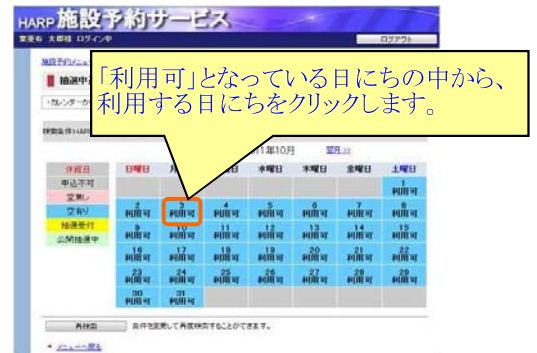 HARP施設予約サービス
ログイン中
ログアウト
「利用可」となっている日にちの中から、
利用する日にちをクリックします。
翌月>>
休館日
申込不可
空無し
空有り
抽選受付
公開抽選中
日曜日 水曜日 木曜日 金曜日 土曜日
1
利用可
2 3 4 5 6 7 8
利用可 利用可 利用可 利用可 利用可 利用可 利用可
9 10 11 12 13 14 15
利用可 利用可 利用可 利用可 利用可 利用可 利用可
16 17 18 19 20 21 22
利用可 利用可 利用可 利用可 利用可 利用可 利用可
23 24 25 26 27 28 29
利用可 利用可 利用可 利用可 利用可 利用可 利用可
30 31
利用可 利用可
再検索 条件を変更して再度検索することができます。
メニューへ戻る